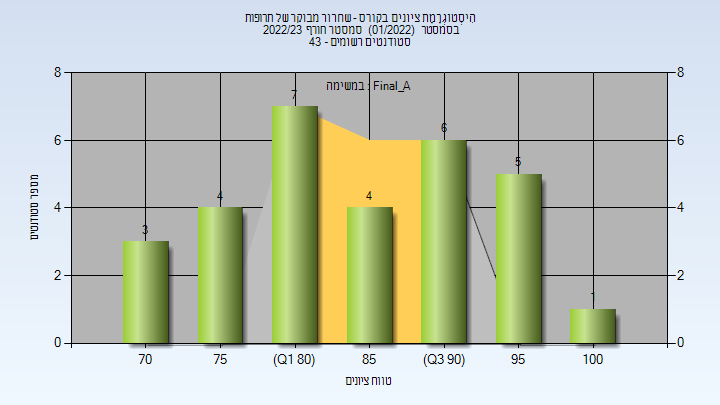 היסטוגרמת ציונים בקורס - שחרור מבוקר של תרופות
בסמסטר (01/2022) סמסטר חורף 2022/23
סטודנטים רשומים - 43
במשימה : Final_A
8 8
7
6 6
6
5
4 4
4 4
3
2 2
1
0 0
מספר סטודנטים
70 75 (Q1 80) 85 (Q3 90) 95 100
טווח ציונים